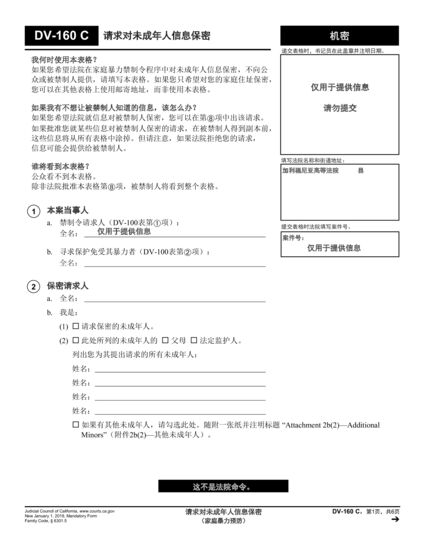 DV-160 C 请求对未成年人信息保密
机密
递交表格时，书记员在此盖章并注明日期。
仅用于提供信息
请勿提交
填写法院名称和街道地址：
加利福尼亚高等法院 县
提交表格时法院填写案件号。
案件号：
仅用于提供信息
我何时使用本表格？
如果您希望法院在家庭暴力禁制令程序中对未成年人信息保密，不向公
众或被禁制人提供，请填写本表格。如果您只希望对您的家庭住址保密，
您可以在其他表格上使用邮寄地址，而非使用本表格。
如果我有不想让被禁制人知道的信息，该怎么办？
如果您希望法院就信息对被禁制人保密，您可以在第⑧项中出该请求。
如果批准您就某些信息对被禁制人保密的请求，在被禁制人得到副本前，
这些信息将从所有表格中涂掉。但请注意，如果法院拒绝您的请求，
信息可能会提供给被禁制人。
谁将看到本表格？
公众看不到本表格。
除非法院批准本表格第⑧项，被禁制人将看到整个表格。
1 本案当事人
a. 禁制令请求人（DV-100表第①项）：
全名： 仅用于提供信息
b. 寻求保护免受其暴力者（DV-100表第②项）：
全名：
2 保密请求人
a. 全名：
b. 我是：
(1) ☐ 请求保密的未成年人。
(2) ☐ 此处所列的未成年人的 ☐ 父母 ☐ 法定监护人。
列出您为其提出请求的所有未成年人：
姓名：
姓名：
姓名：
姓名：
☐ 如果有其他未成年人，请勾选此处。随附一张纸并注明标题 “Attachment 2b(2)—Additional
Minors”（附件2b(2)—其他未成年人）。
这不是法院命令。
Judicial Council of California, www.courts.ca.gov
New January 1, 2019, Mandatory Form
Family Code, § 6301.5
请求对未成年人信息保密
（家庭暴力预防）
DV-160 C，第1页，共6页
➔